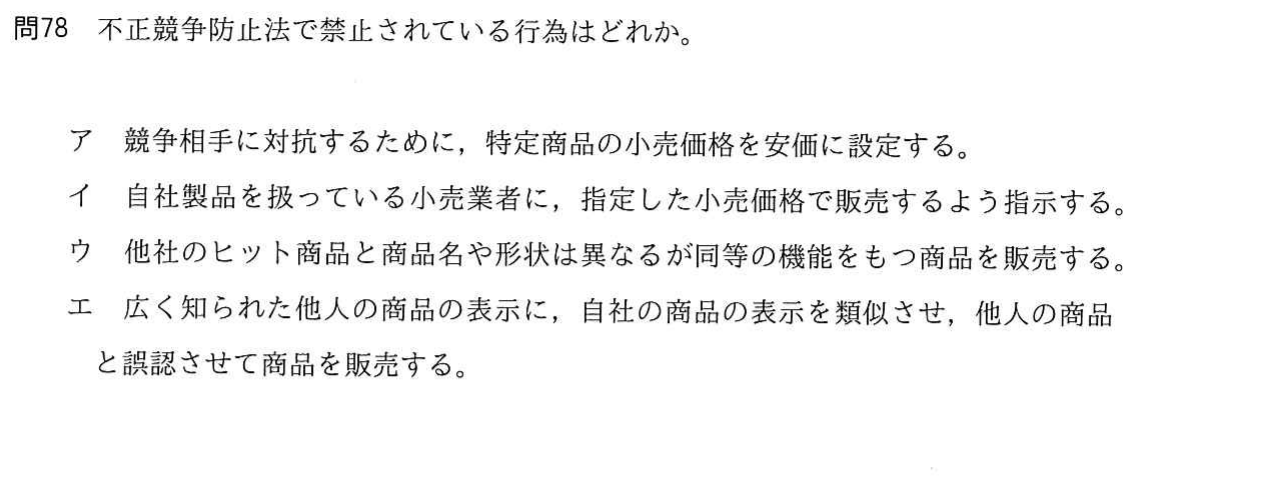 問78 不正競争防止法で禁止されている行為はどれか。
ア 競争相手に対抗するために，特定商品の小売価格を安価に設定する。
イ 自社製品を扱っている小売業者に，指定した小売価格で販売するよう指示する。
ウ 他社のヒット商品と商品名や形状は異なるが同等の機能をもつ商品を販売する。
エ 広く知られた他人の商品の表示に，自社の商品の表示を類似させ，他人の商品
と誤認させて商品を販売する。